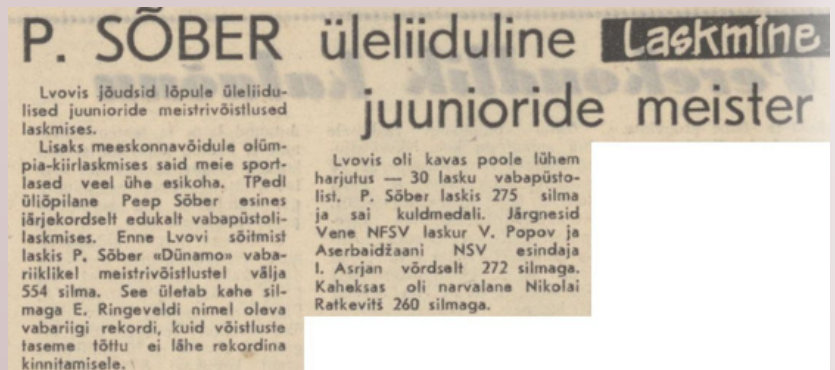 P. SÕBER üleliiduline Laskmine
juunioride meister
Lvovis jõudsid lõpule üleliidu-
lised juunioride meistrivõistlused
laskmises.
Lisaks meeskonnavõidule olüm-
pia-kiirlaskmises said meie sport-
lased veel ühe esikoha. TPedI
üliõpilane Peep Sõber esines
järjekordselt edukalt vabapüstoli-
laskmises. Enne Lvovi sõitmist
laskis P. Sõber «Dünamo» vaba-
riiklikel meistrivõistlustel välja
554 silma. See ületab kahe sil-
maga E. Ringeveldi nimel oleva
vabariigi rekordi, kuid võistluste
taseme tõttu ei lähe rekordina
kinnitamisele.
Lvovis oli kavas poole lühem
harjutus — 30 lasku vabapüsto-
list. P. Sõber laskis 275 silma
ja sai kuldmedali. Järgnesid
Vene NFSV laskur V. Popov ja
Aserbaidžaani NSV esindaja
I. Asrjan võrdselt 272 silmaga.
Kaheksas oli narvalane Nikolai
Ratkevitš 260 silmaga.